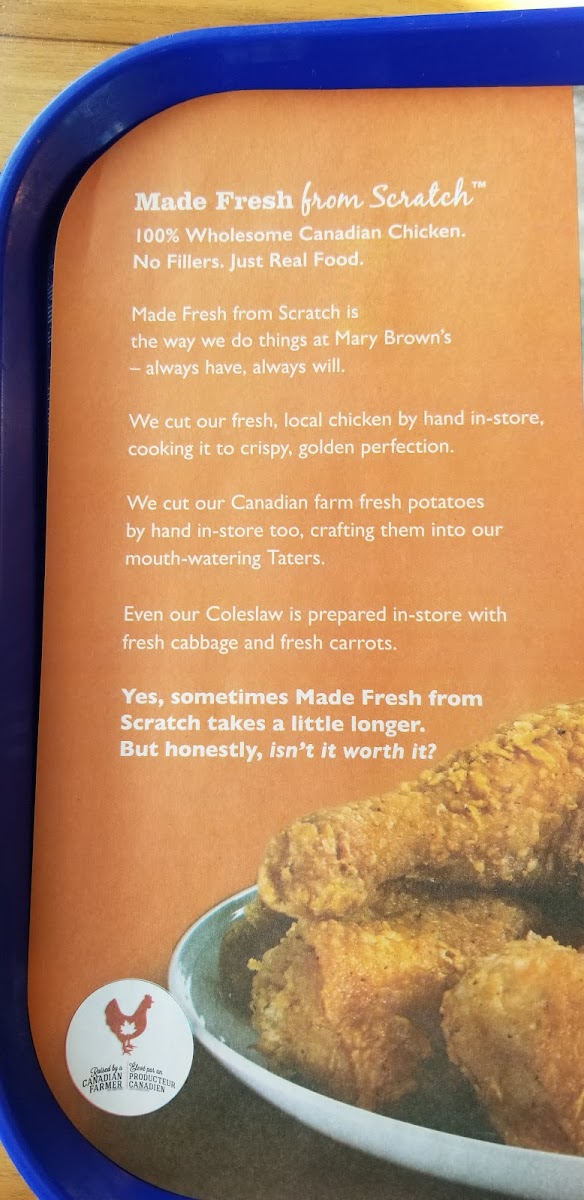 Made Fresh from Scratch™
100% Wholesome Canadian Chicken.
No Fillers. Just Real Food.
Made Fresh from Scratch is
the way we do things at Mary Brown's
– always have, always will.
We cut our fresh, local chicken by hand in-store,
cooking it to crispy, golden perfection.
We cut our Canadian farm fresh potatoes
by hand in-store too, crafting them into our
mouth-watering Taters.
Even our Coleslaw is prepared in-store with
fresh cabbage and fresh carrots.
Yes, sometimes Made Fresh from
Scratch takes a little longer.
But honestly, isn't it worth it?
Raised by a
CANADIAN
FARMER
Élevé par un
PRODUCTEUR
CANADIEN